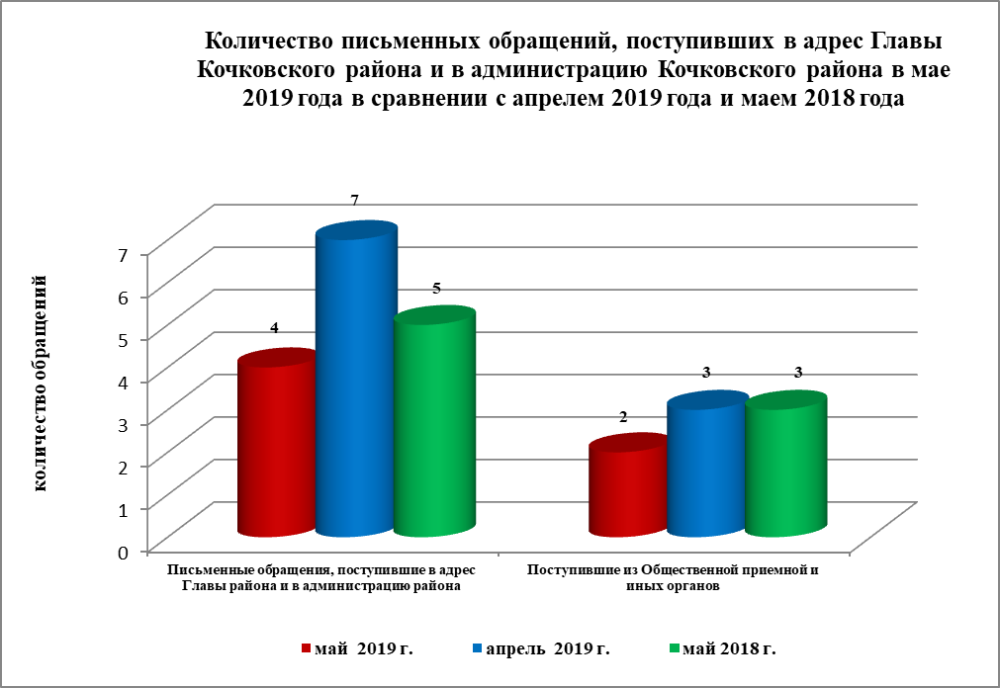 Количество письменных обращений, поступивших в адрес Главы
Кочковского района и в администрацию Кочковского района в мае
2019 года в сравнении с апрелем 2019 года и маем 2018 года
количество обращений
7
6
5
4
3
2
1
0
4
7
5
2
3
3
Письменные обращения, поступившие в адрес
Главы района и в администрацию района
Поступившие из Общественной приемной и
иных органов
май 2019 г.
апрель 2019 г.
май 2018 г.